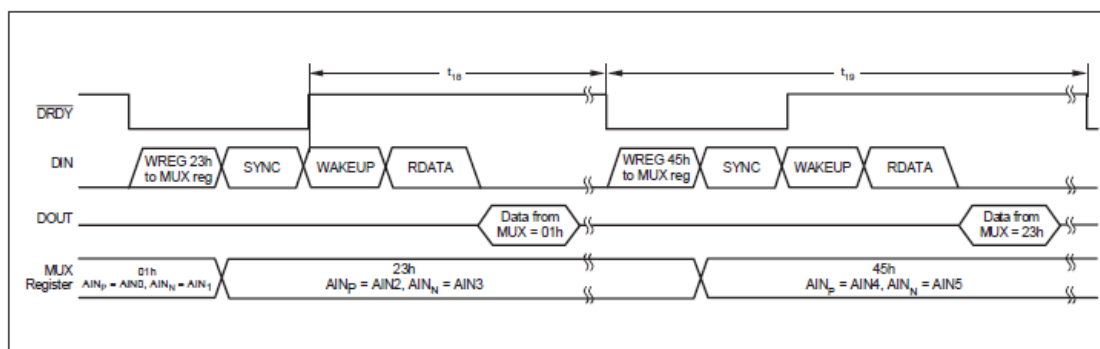 t18
t19
DRDY
DIN
WREG 23h
to MUX reg
SYNC
WAKEUP
RDATA
WREG 45h
to MUX reg
SYNC
WAKEUP
RDATA
DOUT
Data from
MUX = 01h
Data from
MUX = 23h
MUX
Register
01h
AINP = AIN0, AINN = AIN1
23h
AINP = AIN2, AINN = AIN3
45h
AINP = AIN4, AINN = AIN5